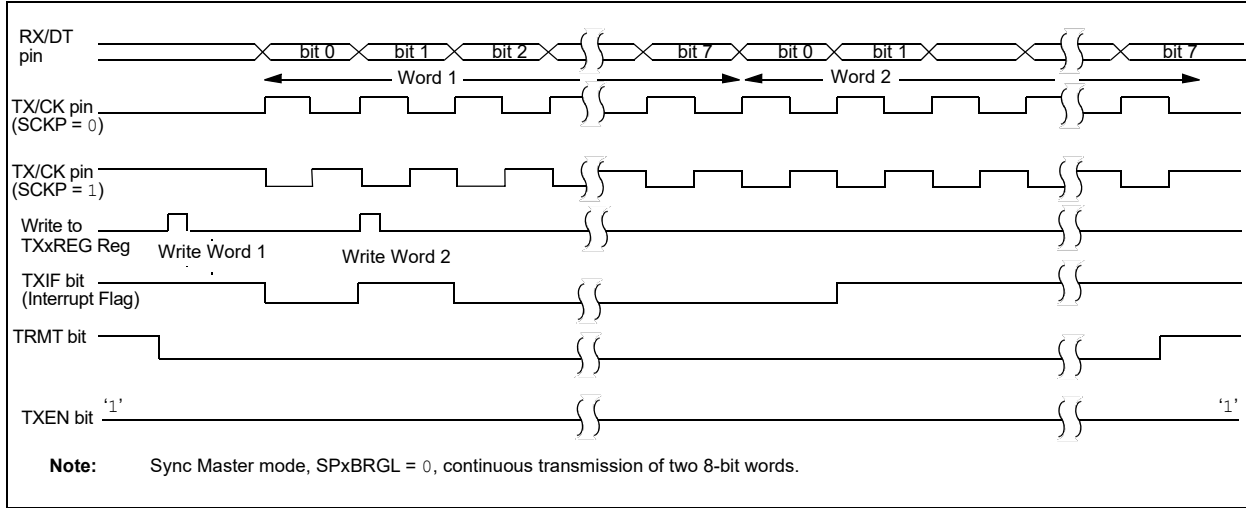 RX/DT
pin
bit 0 bit 1 bit 2 bit 7 bit 0 bit 1 bit 7
Word 1 Word 2
TX/CK pin
(SCKP = 0)
TX/CK pin
(SCKP = 1)
Write to
TXxREG Reg
Write Word 1 Write Word 2
TXIF bit
(Interrupt Flag)
TRMT bit
‘1’ ‘1’
TXEN bit
Note: Sync Master mode, SPxBRGL = 0, continuous transmission of two 8-bit words.